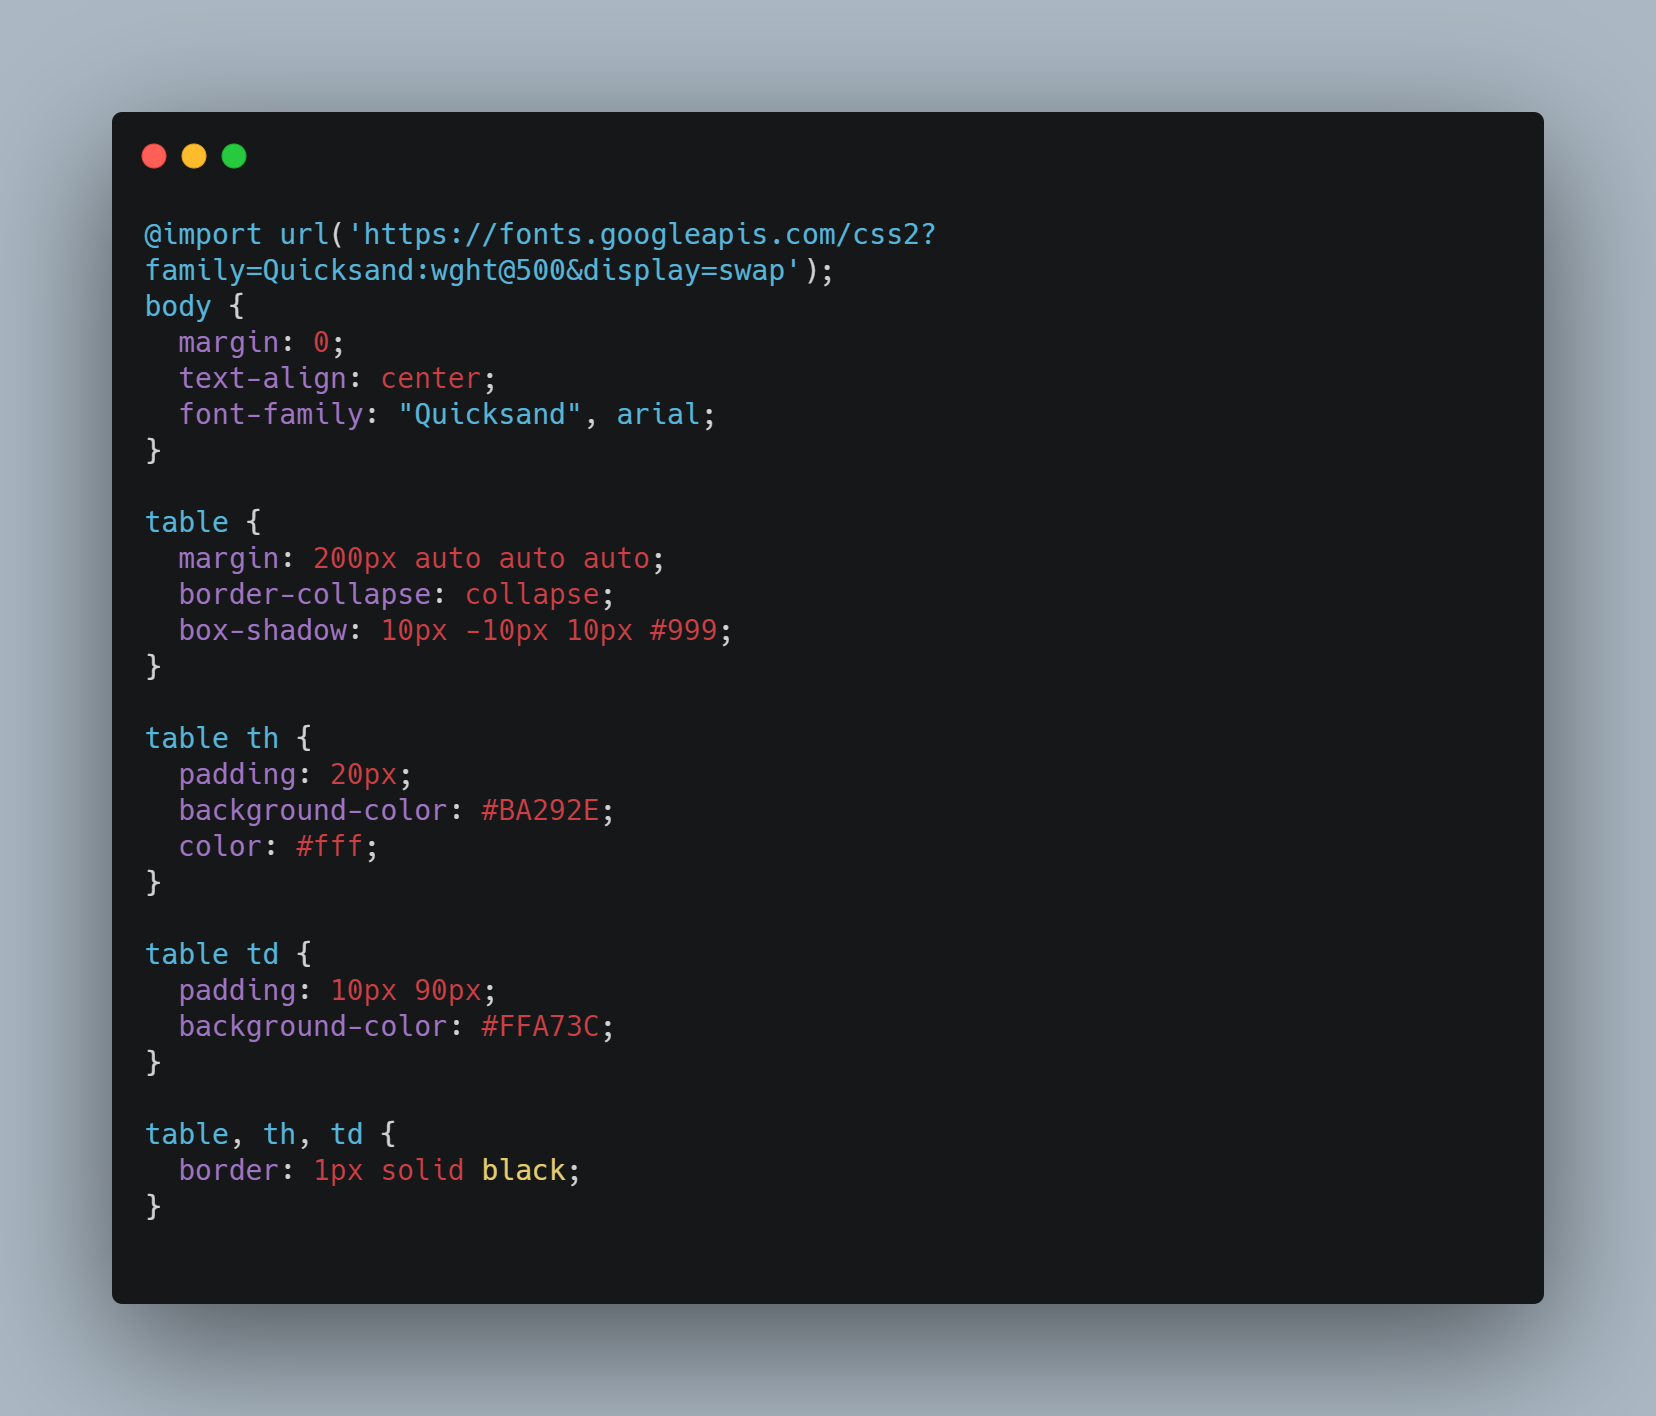 @import url('https://fonts.googleapis.com/css2?
family=Quicksand:wght@500&display=swap');
body {
  margin: 0;
  text-align: center;
  font-family: "Quicksand", arial;
}

table {
  margin: 200px auto auto auto;
  border-collapse: collapse;
  box-shadow: 10px -10px 10px #999;
}

table th {
  padding: 20px;
  background-color: #BA292E;
  color: #fff;
}

table td {
  padding: 10px 90px;
  background-color: #FFA73C;
}

table, th, td {
  border: 1px solid black;
}